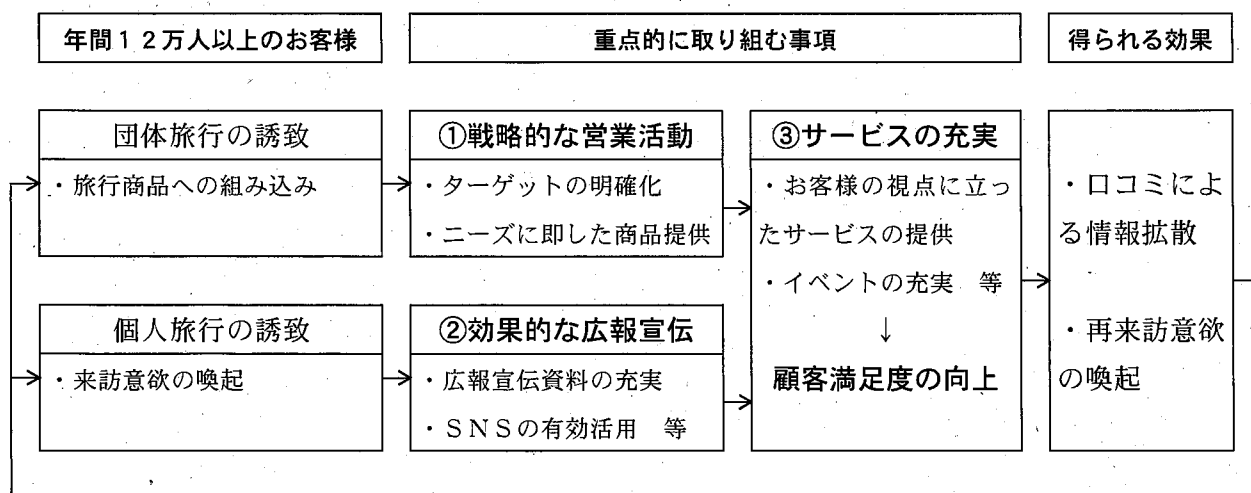 年間１２万人以上のお客様
重点的に取り組む事項
得られる効果
団体旅行の誘致
・旅行商品への組み込み
①戦略的な営業活動
・ターゲットの明確化
・ニーズに即した商品提供
個人旅行の誘致
・来訪意欲の喚起
②効果的な広報宣伝
・広報宣伝資料の充実
・ＳＮＳの有効活用　等
③サービスの充実
・お客様の視点に立っ
たサービスの提供
・イベントの充実　等
↓
顧客満足度の向上
・口コミによ
る情報拡散
・再来訪意欲
の喚起